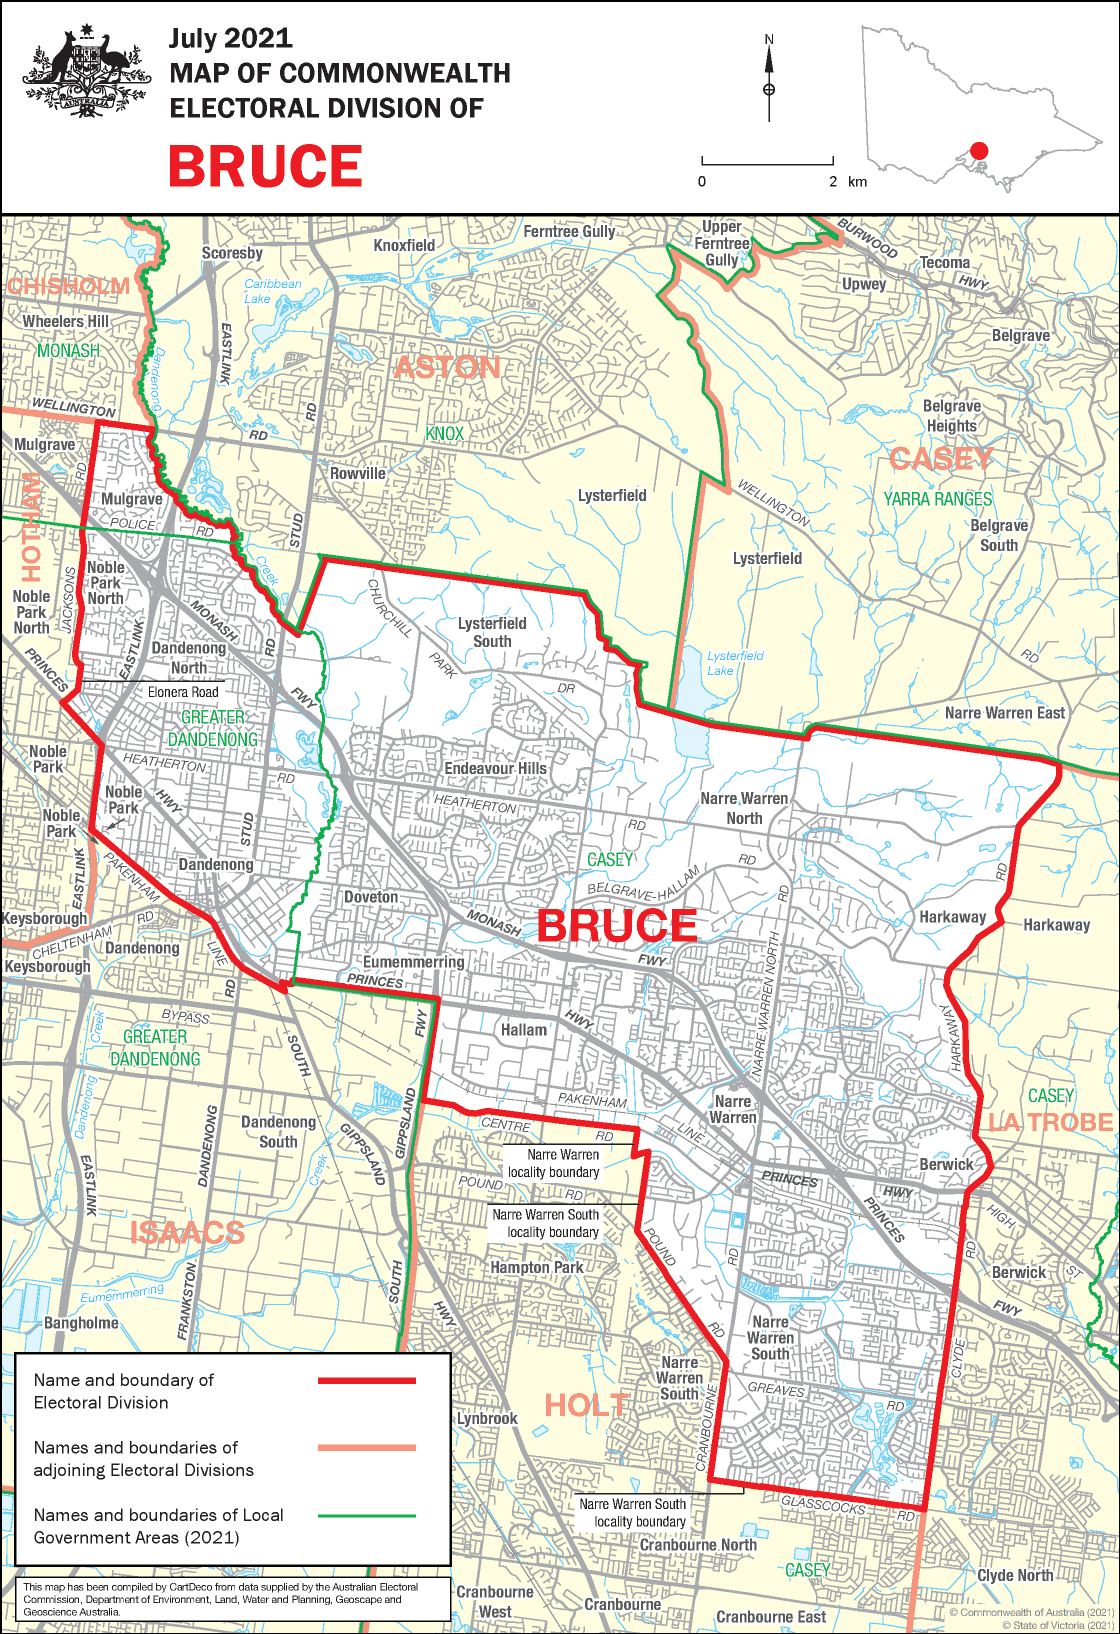 July 2021
MAP OF COMMONWEALTH
ELECTORAL DIVISION OF
BRUCE
AUSTRALIA
N
0 2 km
Scoresby
Knoxfield
Ferntree Gully
Upper
Ferntree
Gully
BURWOOD
HWY
Tecoma
Upwey
Belgrave
CHISHOLM
Wheelers Hill
MONASH
Caribbean
Lake
EASTLINK
Dandenong
ASTON
KNOX
RD
Belgrave
Heights
CASEY
YARRA RANGES
Belgrave
South
WELLINGTON
RD
Mulgrave
HOTHAM
RD
Mulgrave
POLICE
RD
Rowville
STUD
Lysterfield
WELLINGTON
RD
Lysterfield
Noble
Park
North
Noble
Park
North
JACKSONS
Creek
MONASH
FWY
EASTLINK
PRINCES
Dandenong
North
RD
CHURCHILL
PARK
DR
Lysterfield
South
Lysterfield
Lake
Narre Warren East
Elonera Road
GREATER
DANDENONG
Noble
Park
Noble
Park
Noble
Park
HEATHERTON
RD
HWY
STUD
Endeavour Hills
HEATHERTON
RD
Narre Warren
North
CASEY
RD
BELGRAVE-HALLAM
RD
RD
Harkaway
Harkaway
EASTLINK
PAKENHAM
Dandenong
Doveton
MONASH
FWY
BRUCE
Keysborough
RD
CHELTENHAM
Keysborough
Dandenong
LINE
RD
Eumemmerring
PRINCES
FWY
NARRE WARREN NORTH
HARKAWAY
BYPASS
Creek
GREATER
DANDENONG
SOUTH
Hallam
HWY
CASEY
LA TROBE
Dandenong
EASTLINK
DANDENONG
Dandenong
South
Creek
GIPPSLAND
GIPPSLAND
PAKENHAM
LINE
Narre
Warren
CENTRE
RD
Narre Warren
locality boundary
POUND
RD
Narre Warren South
locality boundary
PRINCES
HWY
Berwick
PRINCES
HIGH
ST
RD
Berwick
FWY
ISAACS
Hampton Park
POUND
RD
RD
Eumemmerring
Bangholme
FRANKSTON
SOUTH
HWY
Narre
Warren
South
Narre
Warren
South
CLYDE
GREAVES
RD
HOLT
Lynbrook
CRANBOURNE
Narre Warren South
locality boundary
GLASSCOCKS
RD
Cranbourne North
CASEY
Clyde North
Cranbourne
West
Cranbourne
Cranbourne East
Name and boundary of
Electoral Division
Names and boundaries of
adjoining Electoral Divisions
Names and boundaries of Local
Government Areas (2021)
This map has been compiled by CartDeco from data supplied by the Australian Electoral
Commission, Department of Environment, Land, Water and Planning, Geoscape and
Geoscience Australia.
© Commonwealth of Australia (2021)
© State of Victoria (2021)